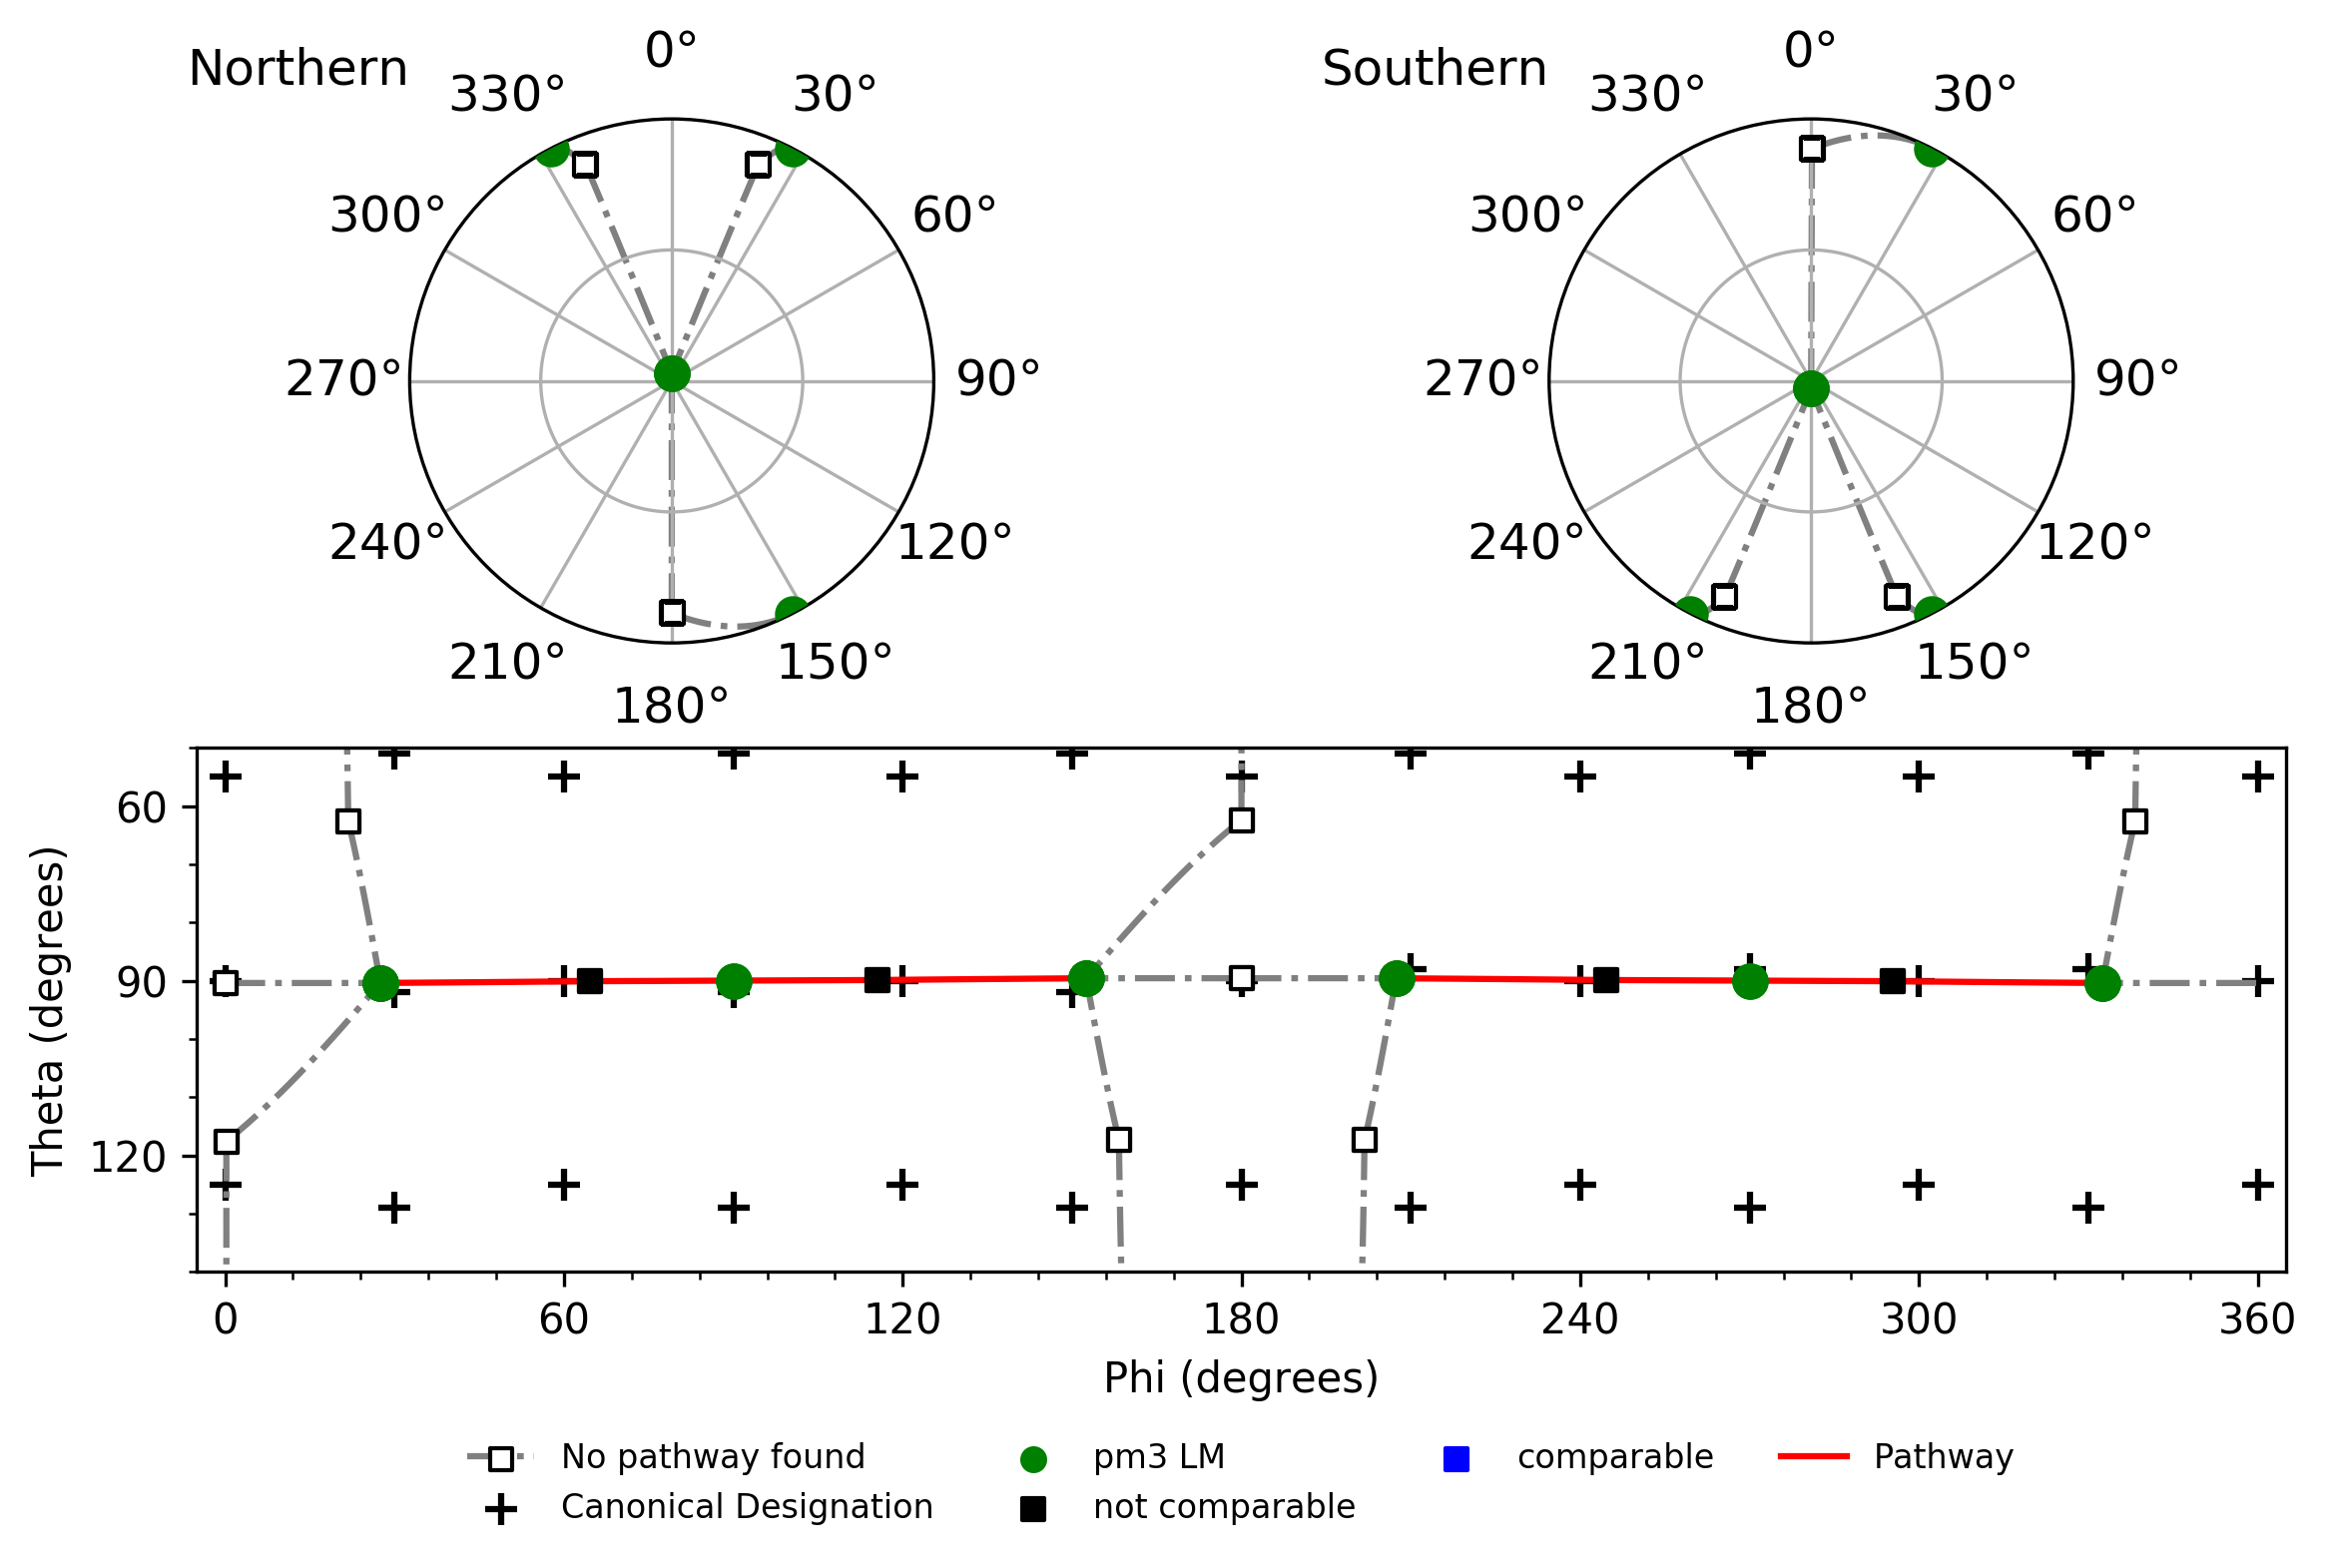 Northern
0°
330°
30°
300°
60°
270°
90°
240°
120°
210°
150°
180°
Southern
0°
330°
30°
300°
60°
270°
90°
240°
120°
210°
150°
180°
Theta (degrees)
60
90
120
0 60 120 180 240 300 360
Phi (degrees)
No pathway found
Canonical Designation
pm3 LM
not comparable
comparable
Pathway